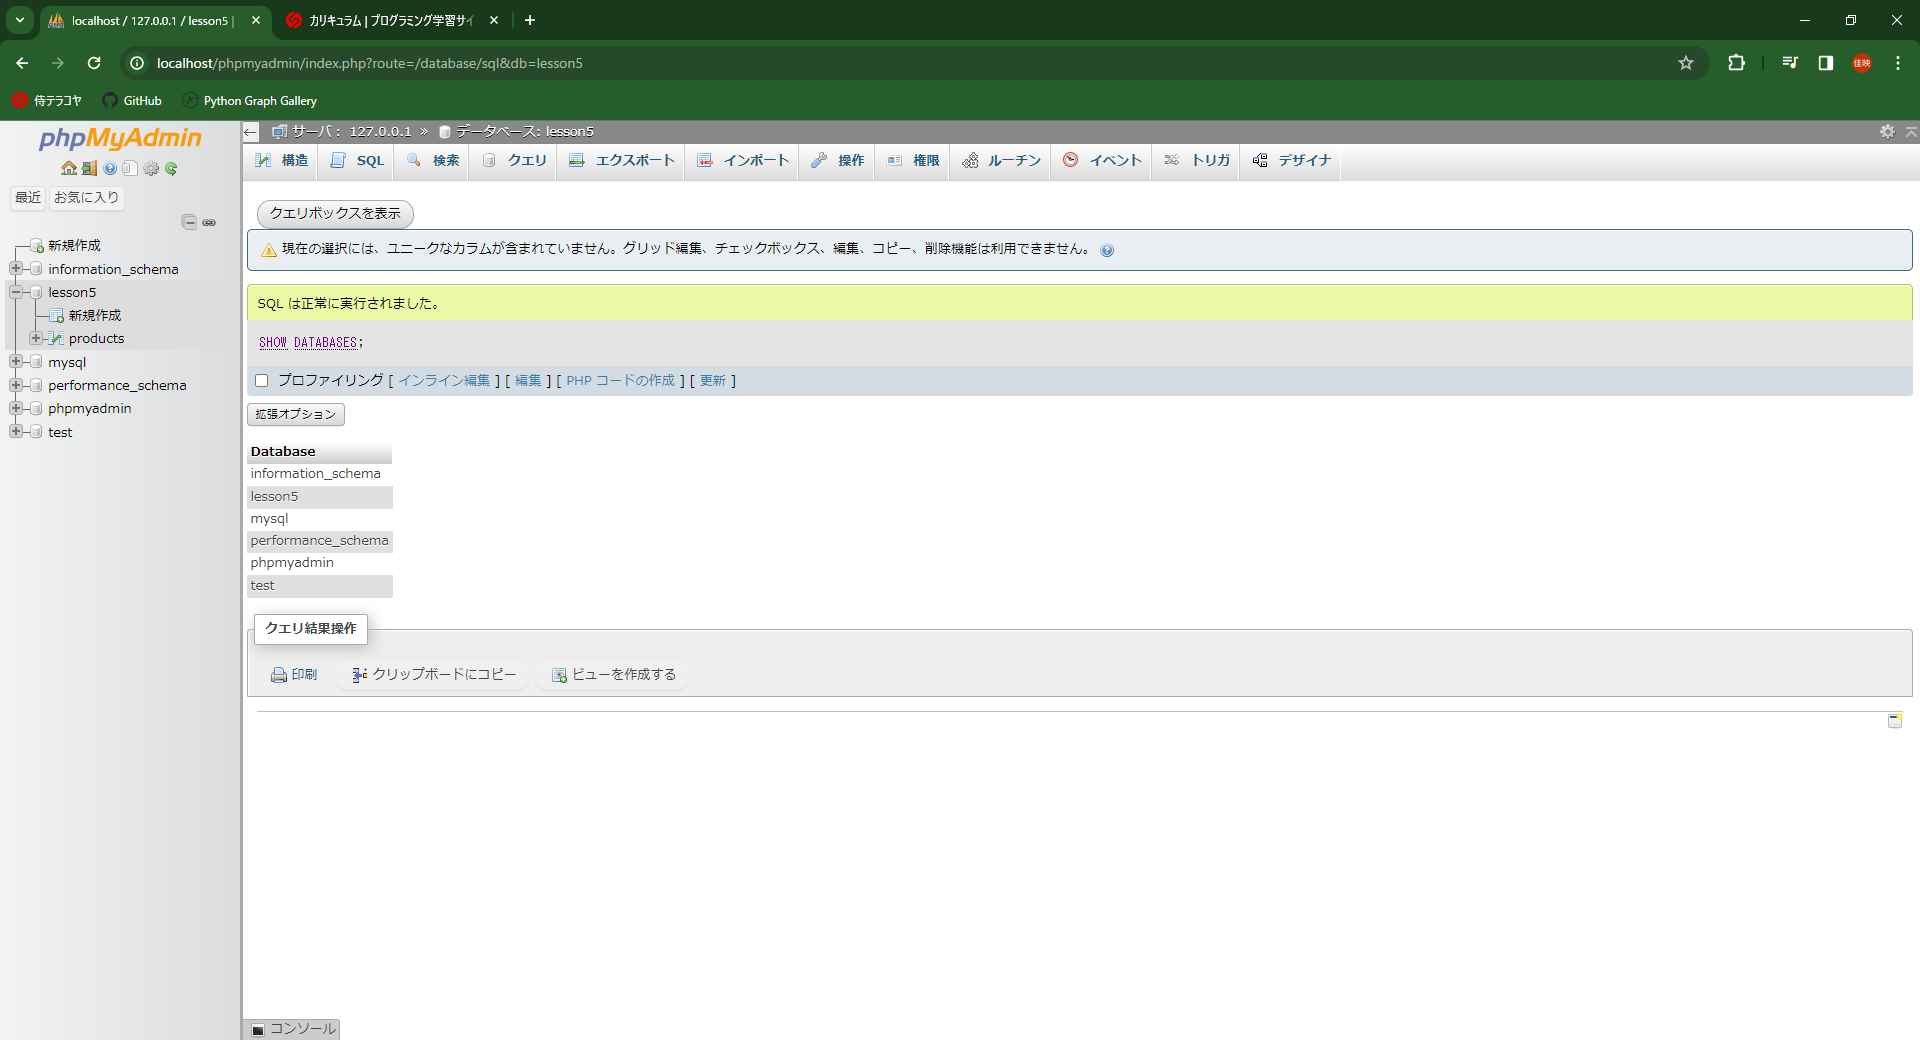 localhost / 127.0.0.1 / lesson5 |
カリキュラム | プログラミング学習サイ
localhost/phpmyadmin/index.php?route=/database/sql&db=lesson5
佳映
侍テラコヤ GitHub Python Graph Gallery
phpMyAdmin
最近 お気に入り
新規作成
information_schema
lesson5
新規作成
products
mysql
performance_schema
phpmyadmin
test
サーバ: 127.0.0.1 » データベース: lesson5
構造 SQL 検索 クエリ エクスポート インポート 操作 権限 ルーチン イベント トリガ デザイナ
クエリボックスを表示
現在の選択には、ユニークなカラムが含まれていません。グリッド編集、チェックボックス、編集、コピー、削除機能は利用できません。
SQL は正常に実行されました。
SHOW DATABASES;
プロファイリング [ インライン編集 ] [ 編集 ] [ PHP コードの作成 ] [ 更新 ]
拡張オプション
Database
information_schema
lesson5
mysql
performance_schema
phpmyadmin
test
クエリ結果操作
印刷 クリップボードにコピー ビューを作成する
コンソール